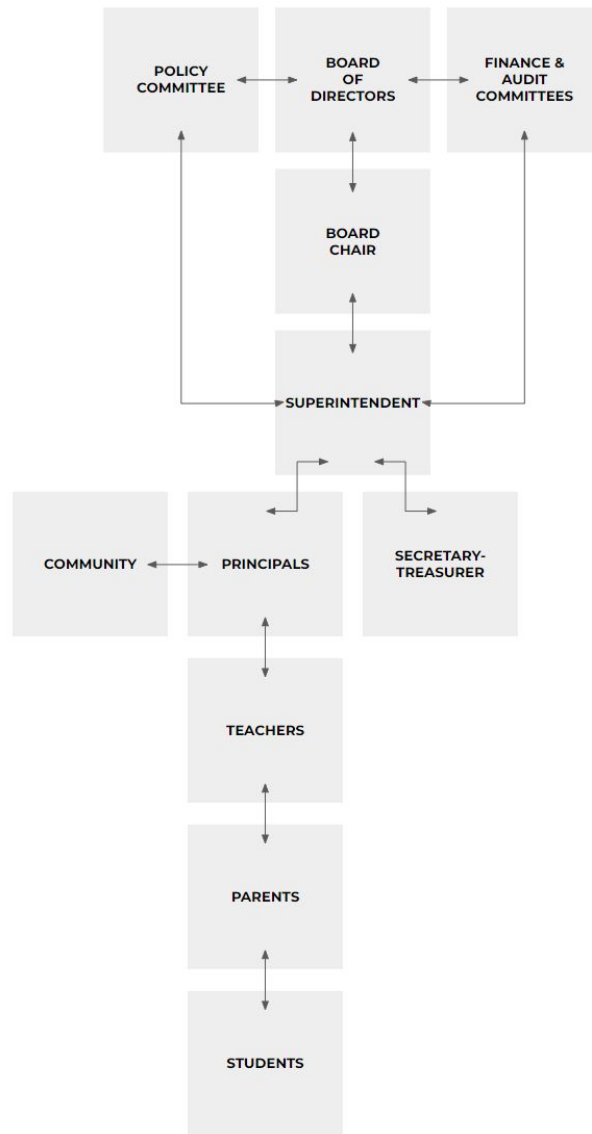 POLICY
COMMITTEE
BOARD
OF
DIRECTORS
FINANCE &
AUDIT
COMMITTEES
BOARD
CHAIR
SUPERINTENDENT
COMMUNITY
PRINCIPALS
SECRETARY-
TREASURER
TEACHERS
PARENTS
STUDENTS